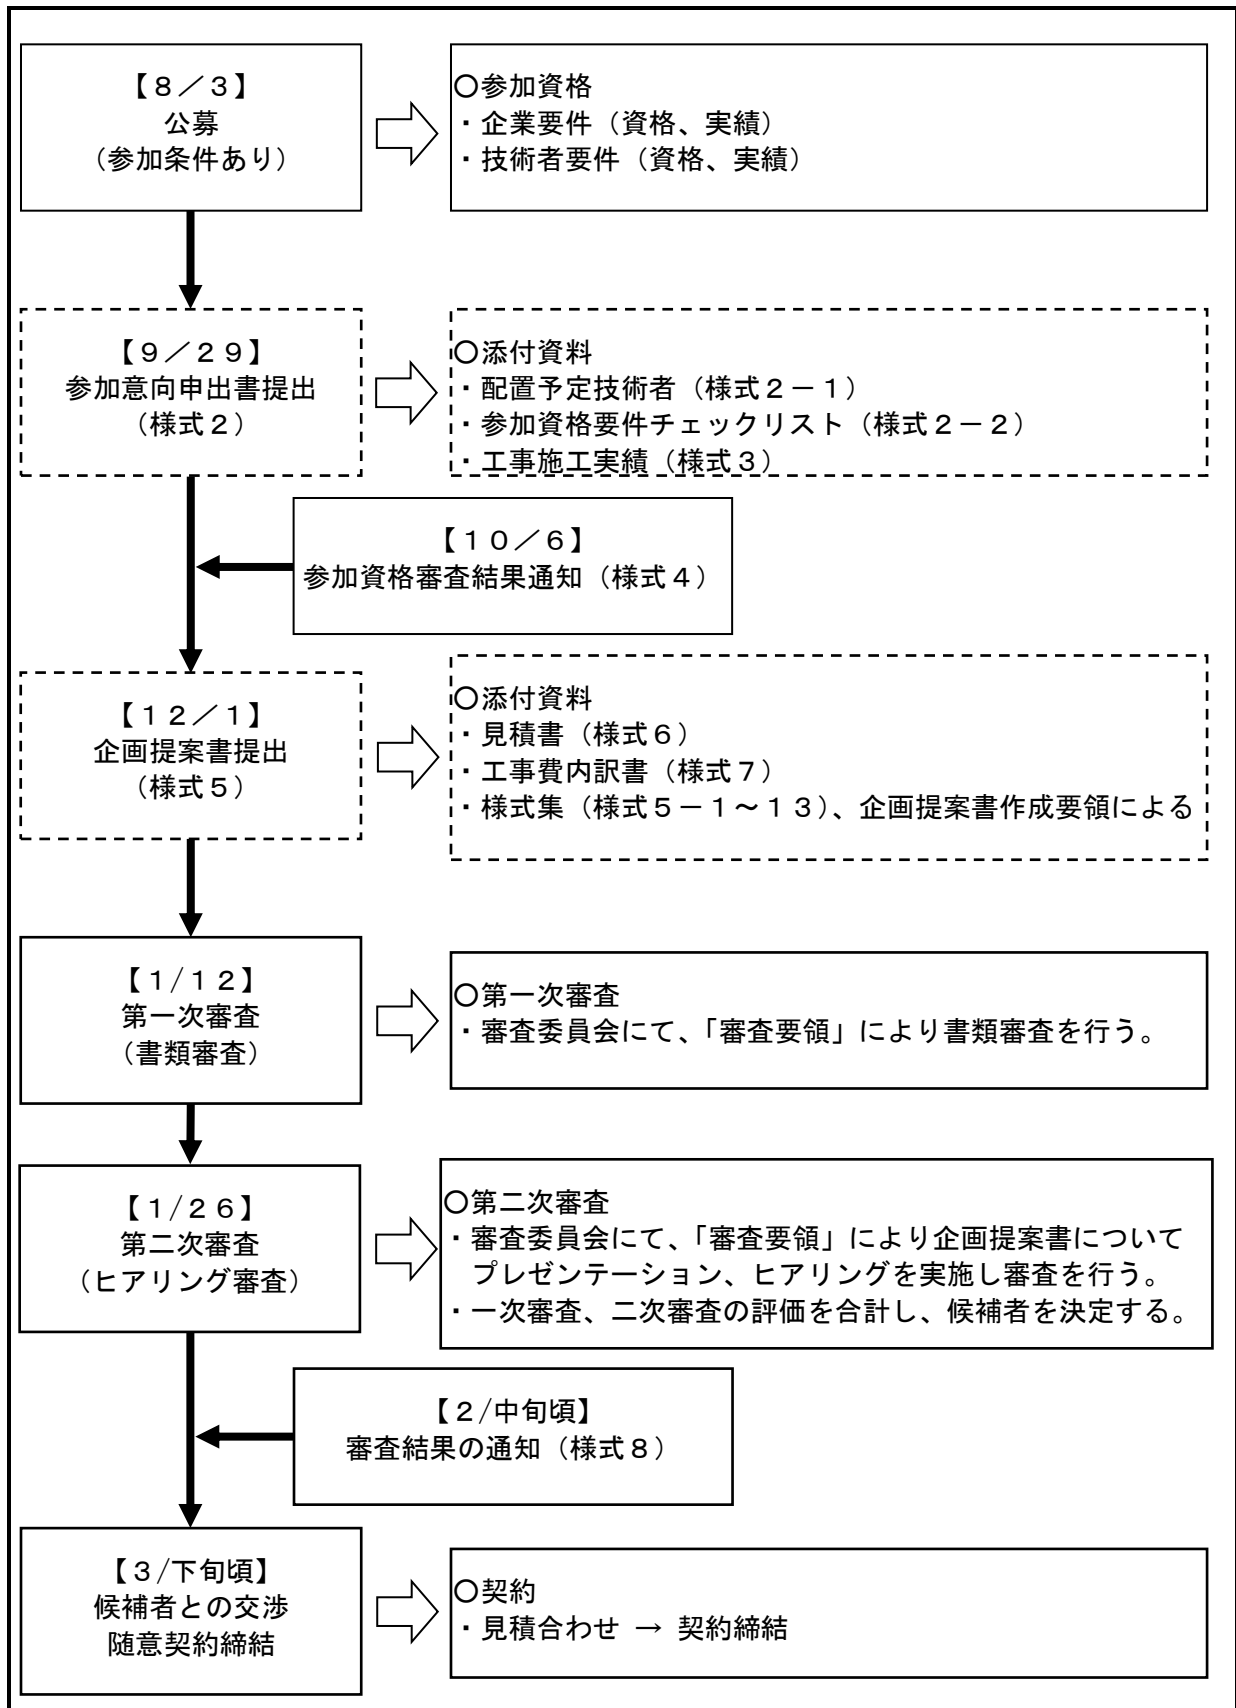 【８／３】
公募
（参加条件あり）
○参加資格
・企業要件（資格、実績）
・技術者要件（資格、実績）
【９／２９】
参加意向申出書提出
（様式２）
○添付資料
・配置予定技術者（様式２－１）
・参加資格要件チェックリスト（様式２－２）
・工事施工実績（様式３）
【１０／６】
参加資格審査結果通知（様式４）
【１２／１】
企画提案書提出
（様式５）
○添付資料
・見積書（様式６）
・工事費内訳書（様式７）
・様式集（様式５－１～１３）、企画提案書作成要領による
【１/１２】
第一次審査
（書類審査）
○第一次審査
・審査委員会にて、「審査要領」により書類審査を行う。
【１/２６】
第二次審査
（ヒアリング審査）
○第二次審査
・審査委員会にて、「審査要領」により企画提案書について
プレゼンテーション、ヒアリングを実施し審査を行う。
・一次審査、二次審査の評価を合計し、候補者を決定する。
【２/中旬頃】
審査結果の通知（様式８）
【３/下旬頃】
候補者との交渉
随意契約締結
○契約
・見積合わせ → 契約締結